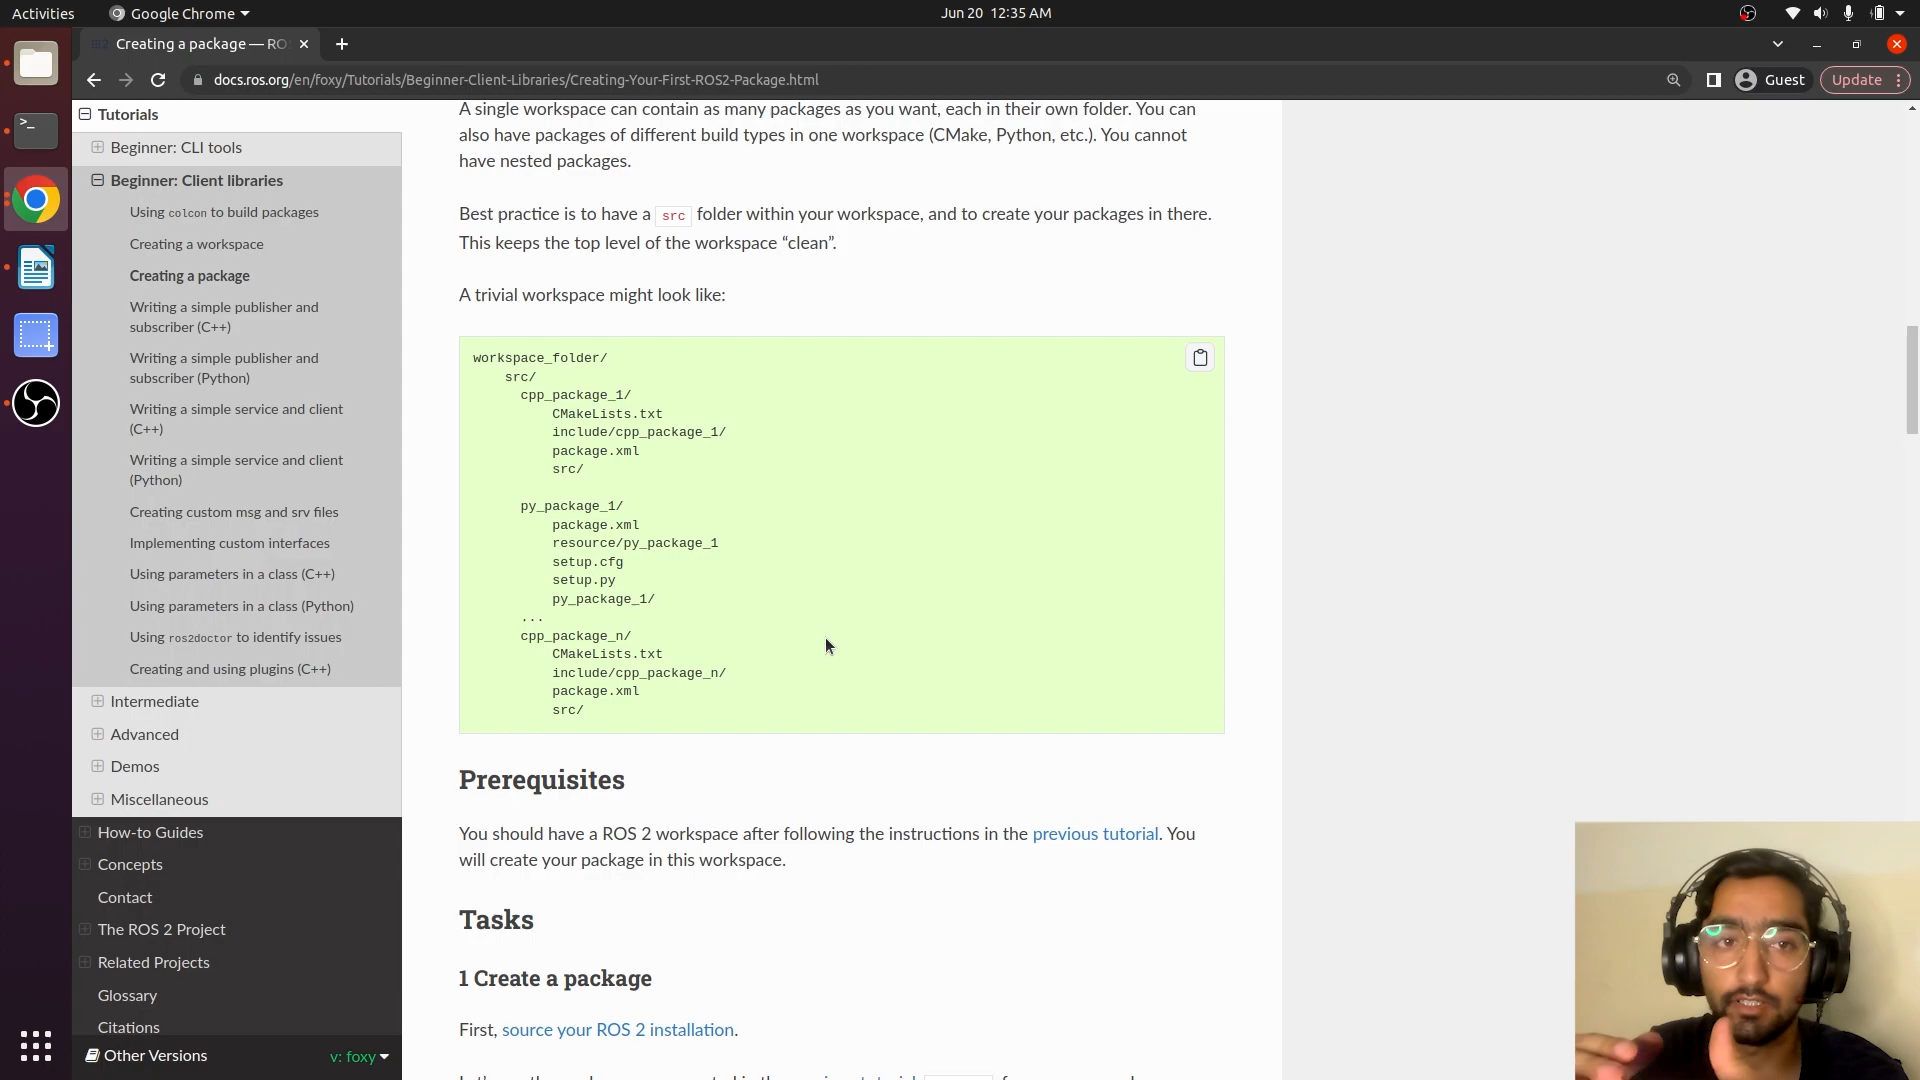 Activities
Google Chrome
Jun 20 12:35 AM
Creating a package — RO
docs.ros.org/en/foxy/Tutorials/Beginner-Client-Libraries/Creating-Your-First-ROS2-Package.html
Guest
Update
Tutorials
Beginner: CLI tools
Beginner: Client libraries
Using colcon to build packages
Creating a workspace
Creating a package
Writing a simple publisher and
subscriber (C++)
Writing a simple publisher and
subscriber (Python)
Writing a simple service and client
(C++)
Writing a simple service and client
(Python)
Creating custom msg and srv files
Implementing custom interfaces
Using parameters in a class (C++)
Using parameters in a class (Python)
Using ros2doctor to identify issues
Creating and using plugins (C++)
Intermediate
Advanced
Demos
Miscellaneous
How-to Guides
Concepts
Contact
The ROS 2 Project
Related Projects
Glossary
Citations
Other Versions
v: foxy
A single workspace can contain as many packages as you want, each in their own folder. You can
also have packages of different build types in one workspace (CMake, Python, etc.). You cannot
have nested packages.
Best practice is to have a src folder within your workspace, and to create your packages in there.
This keeps the top level of the workspace “clean”.
A trivial workspace might look like:
workspace_folder/
src/
cpp_package_1/
CMakeLists.txt
include/cpp_package_1/
package.xml
src/
py_package_1/
package.xml
resource/py_package_1
setup.cfg
setup.py
py_package_1/
...
cpp_package_n/
CMakeLists.txt
include/cpp_package_n/
package.xml
src/
Prerequisites
You should have a ROS 2 workspace after following the instructions in the previous tutorial. You
will create your package in this workspace.
Tasks
1 Create a package
First, source your ROS 2 installation.